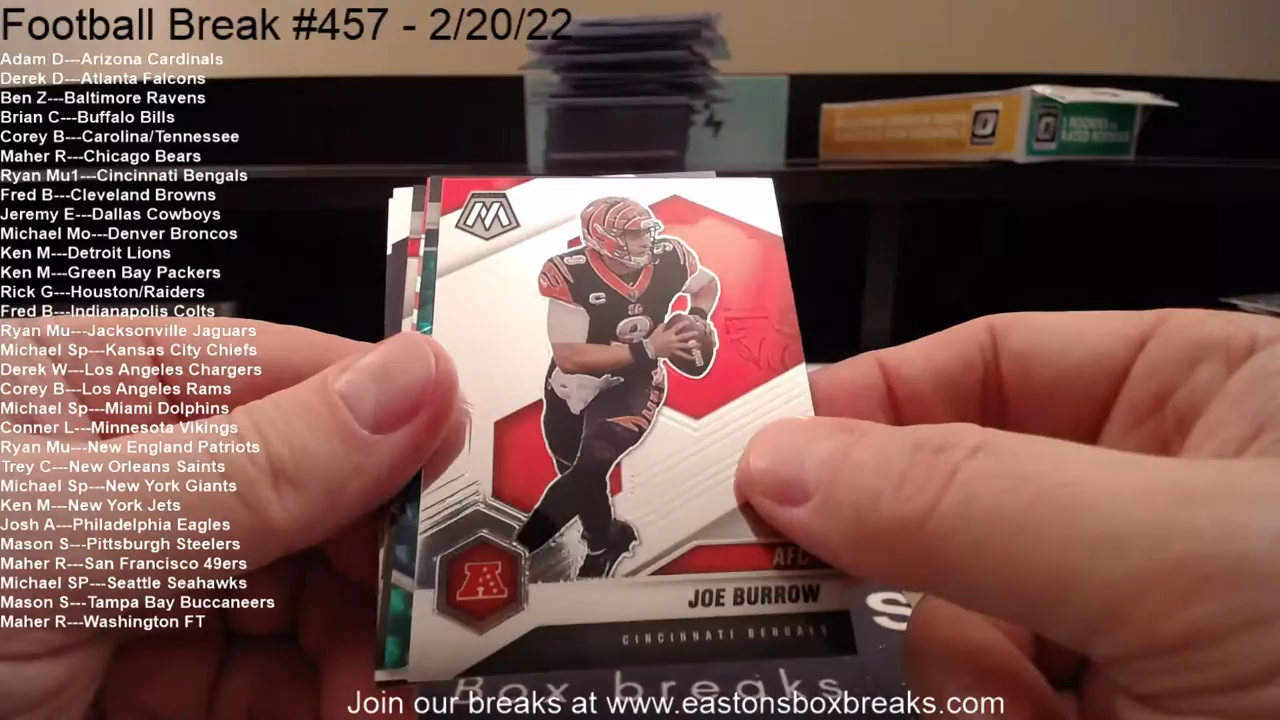 Football Break #457 - 2/20/22
Adam D---Arizona Cardinals
Derek D---Atlanta Falcons
Ben Z---Baltimore Ravens
Brian C---Buffalo Bills
Corey B---Carolina/Tennessee
Maher R---Chicago Bears
Ryan Mu1---Cincinnati Bengals
Fred B---Cleveland Browns
Jeremy E---Dallas Cowboys
Michael Mo---Denver Broncos
Ken M---Detroit Lions
Ken M---Green Bay Packers
Rick G---Houston/Raiders
Fred B---Indianapolis Colts
Ryan Mu---Jacksonville Jaguars
Michael Sp---Kansas City Chiefs
Derek W---Los Angeles Chargers
Corey B---Los Angeles Rams
Michael Sp---Miami Dolphins
Conner L---Minnesota Vikings
Ryan Mu---New England Patriots
Trey C---New Orleans Saints
Michael Sp---New York Giants
Ken M---New York Jets
Josh A---Philadelphia Eagles
Mason S---Pittsburgh Steelers
Maher R---San Francisco 49ers
Michael SP---Seattle Seahawks
Mason S---Tampa Bay Buccaneers
Maher R---Washington FT
M
9
A
AFC
JOE BURROW
CINCINNATI BENGALS
Box breaks
Join our breaks at www.eastonsboxbreaks.com